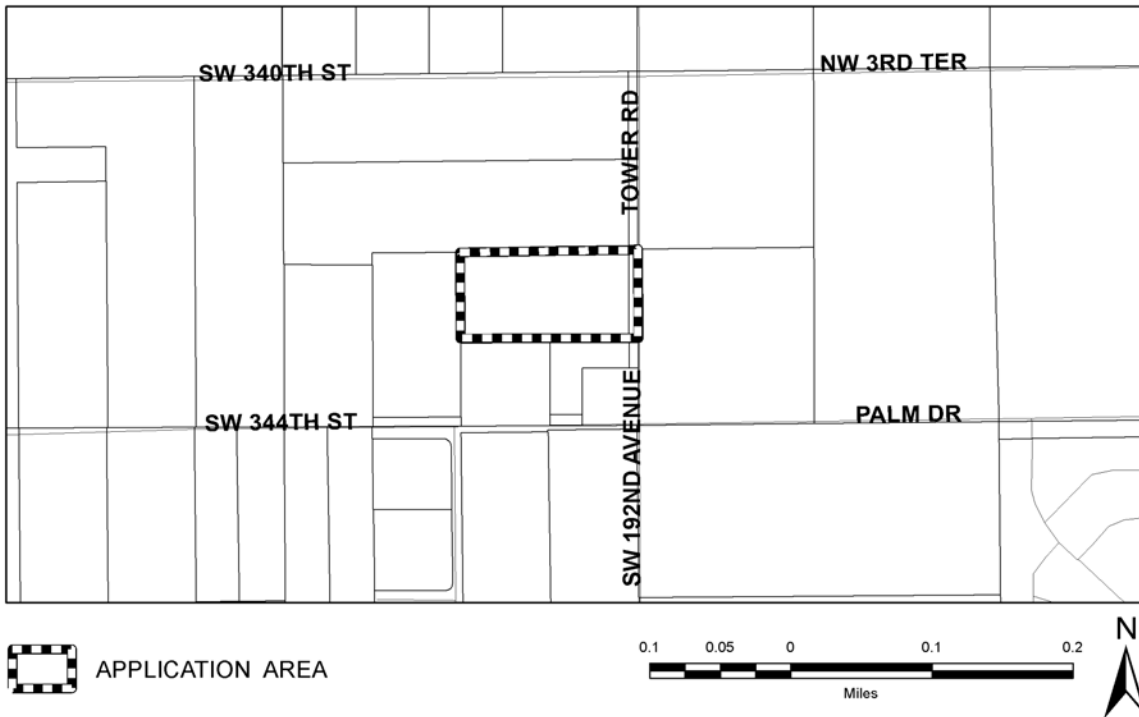 SW 340TH ST
NW 3RD TER
TOWER RD
SW 344TH ST
PALM DR
SW 192ND AVENUE
APPLICATION AREA
0.1 0.05 0 0.1 0.2
Miles
N